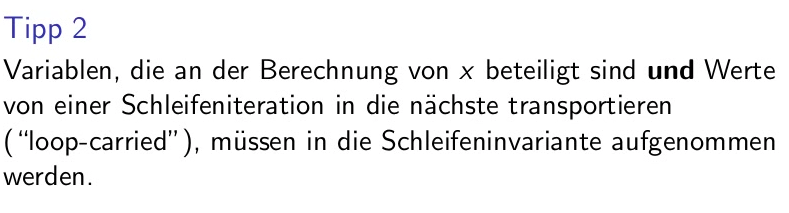 Tipp 2
Variablen, die an der Berechnung von x beteiligt sind und Werte
von einer Schleifeniteration in die nächste transportieren
(“loop-carried”), müssen in die Schleifeninvariante aufgenommen
werden.